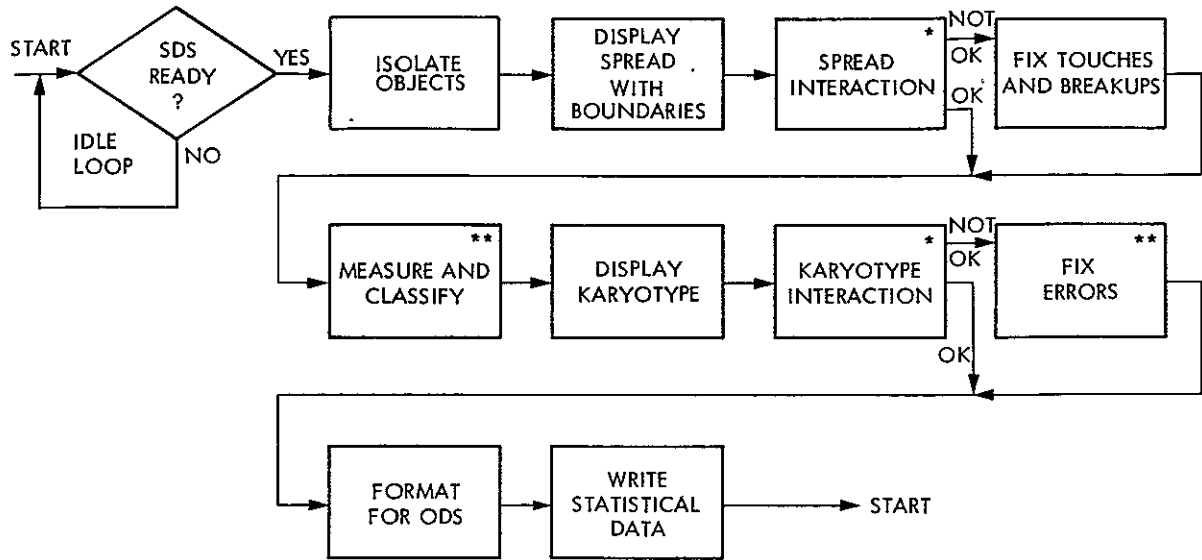 START
SDS
READY
?
YES
NO
IDLE
LOOP
ISOLATE
OBJECTS
DISPLAY
SPREAD
WITH
BOUNDARIES
*
SPREAD
INTERACTION
NOT
OK
OK
FIX TOUCHES
AND BREAKUPS
**
MEASURE AND
CLASSIFY
DISPLAY
KARYOTYPE
*
KARYOTYPE
INTERACTION
NOT
OK
OK
**
FIX
ERRORS
FORMAT
FOR ODS
WRITE
STATISTICAL
DATA
START